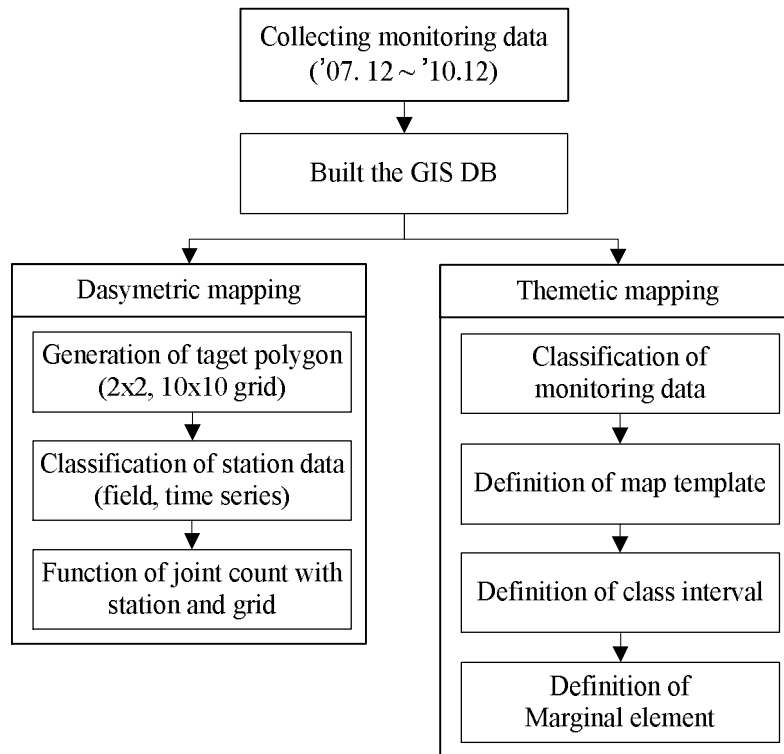 Collecting monitoring data
('07. 12 ~ '10.12)
Built the GIS DB
Dasymetric mapping
Generation of taget polygon
(2x2, 10x10 grid)
Classification of station data
(field, time series)
Function of joint count with
station and grid
Themetic mapping
Classification of
monitoring data
Definition of map template
Definition of class interval
Definition of
Marginal element